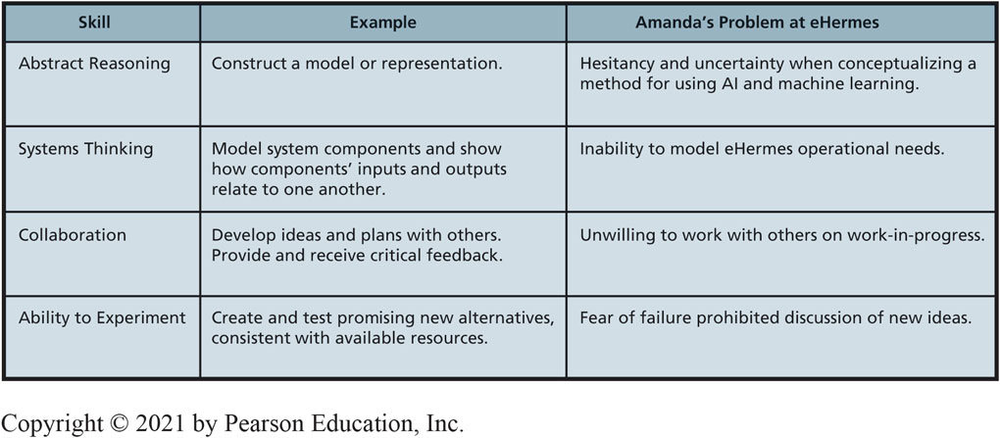 Skill Example Amanda's Problem at eHermes
Abstract Reasoning Construct a model or representation. Hesitancy and uncertainty when conceptualizing a
method for using AI and machine learning.
Systems Thinking Model system components and show Inability to model eHermes operational needs.
how components' inputs and outputs
relate to one another.
Collaboration Develop ideas and plans with others. Unwilling to work with others on work-in-progress.
Provide and receive critical feedback.
Ability to Experiment Create and test promising new alternatives, Fear of failure prohibited discussion of new ideas.
consistent with available resources.
Copyright © 2021 by Pearson Education, Inc.